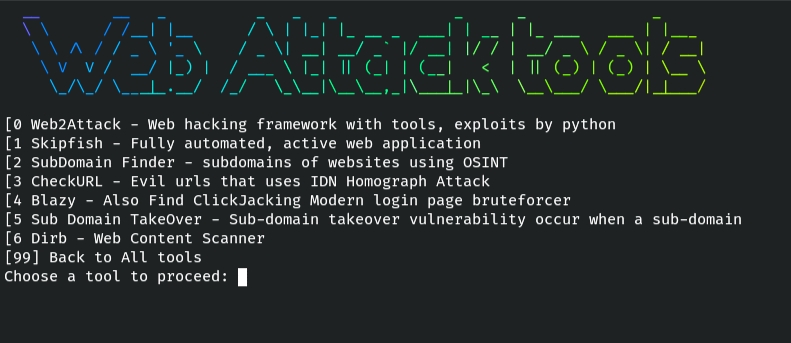 Web Attack tools
[0 Web2Attack - Web hacking framework with tools, exploits by python
[1 Skipfish - Fully automated, active web application
[2 SubDomain Finder - subdomains of websites using OSINT
[3 CheckURL - Evil urls that uses IDN Homograph Attack
[4 Blazy - Also Find ClickJacking Modern login page bruteforcer
[5 Sub Domain TakeOver - Sub-domain takeover vulnerability occur when a sub-domain
[6 Dirb - Web Content Scanner
[99] Back to All tools
Choose a tool to proceed: